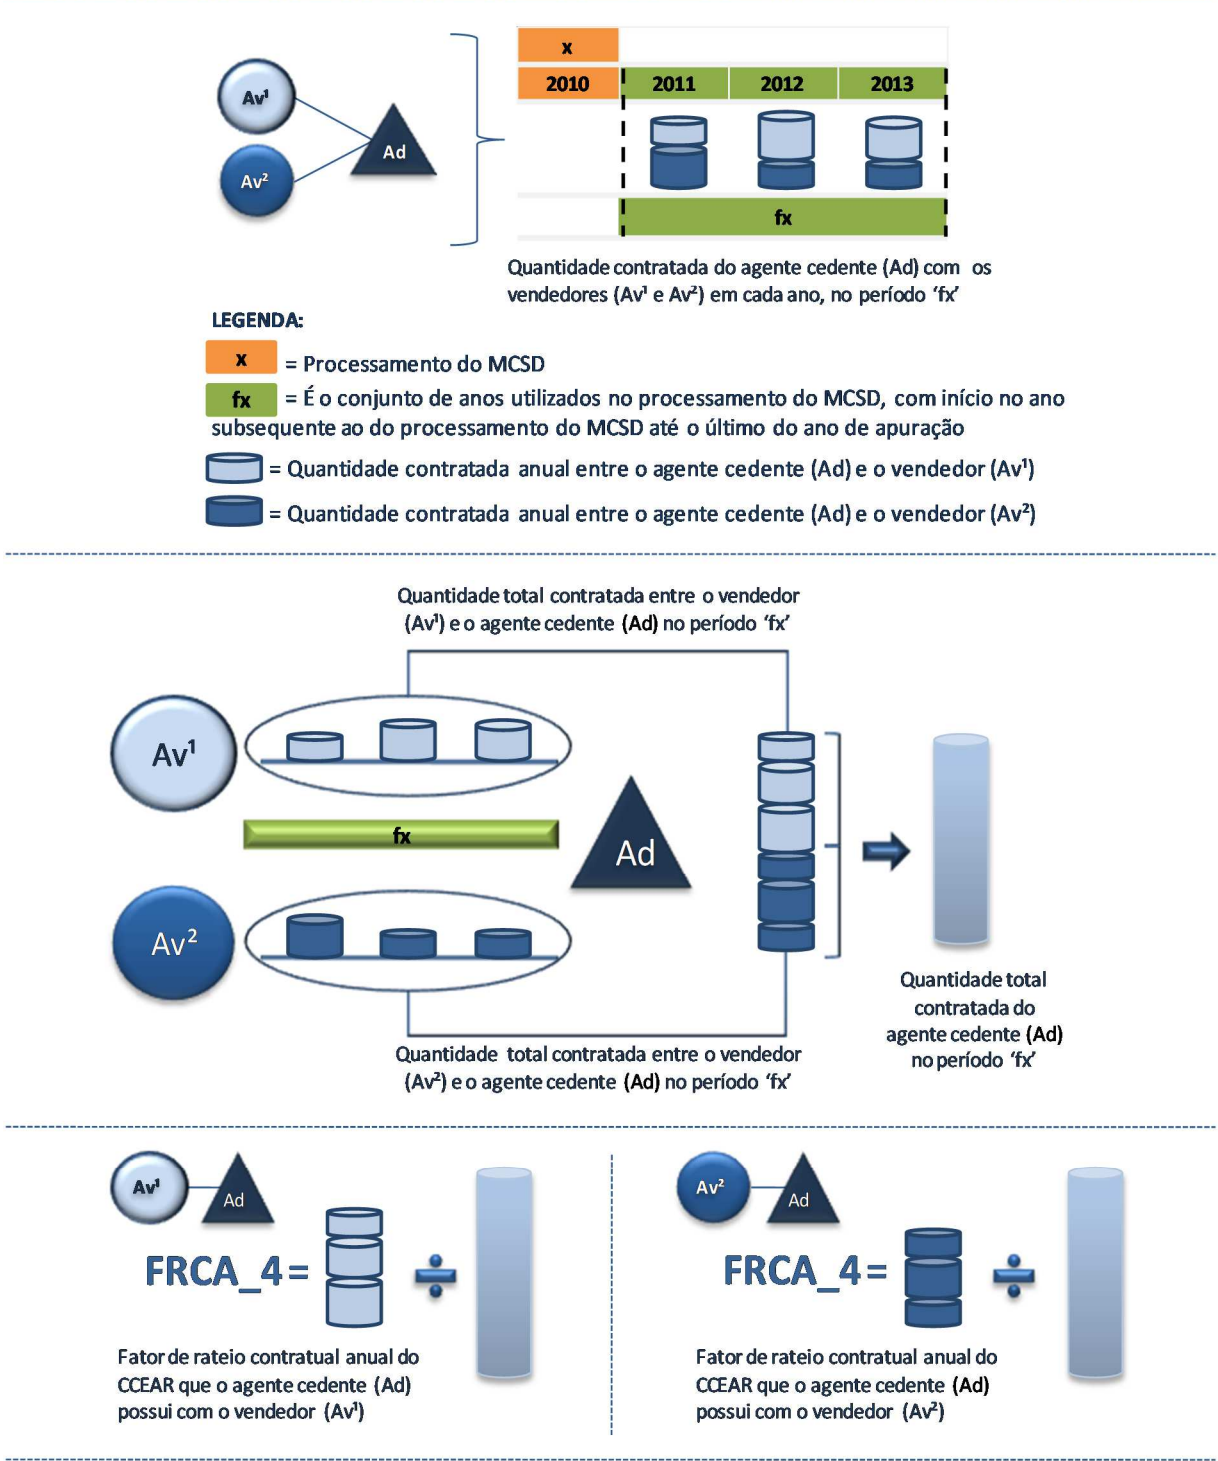 x
2010 2011 2012 2013
Av¹
Ad
Av²
fx
Quantidade contratada do agente cedente (Ad) com os
vendedores (Av¹ e Av²) em cada ano, no período ‘fx’
LEGENDA:
x = Processamento do MCSD
fx = É o conjunto de anos utilizados no processamento do MCSD, com início no ano
subsequente ao do processamento do MCSD até o último do ano de apuração
= Quantidade contratada anual entre o agente cedente (Ad) e o vendedor (Av¹)
= Quantidade contratada anual entre o agente cedente (Ad) e o vendedor (Av²)
Quantidade total contratada entre o vendedor
(Av¹) e o agente cedente (Ad) no período ‘fx’
Av¹
fx
Ad
Av²
Quantidade total
contratada do
agente cedente (Ad)
no período ‘fx’
Quantidade total contratada entre o vendedor
(Av²) e o agente cedente (Ad) no período ‘fx’
Av¹
Ad
FRCA_4 = ÷
Fator de rateio contratual anual do
CCEAR que o agente cedente (Ad)
possui com o vendedor (Av¹)
Av²
Ad
FRCA_4 = ÷
Fator de rateio contratual anual do
CCEAR que o agente cedente (Ad)
possui com o vendedor (Av²)